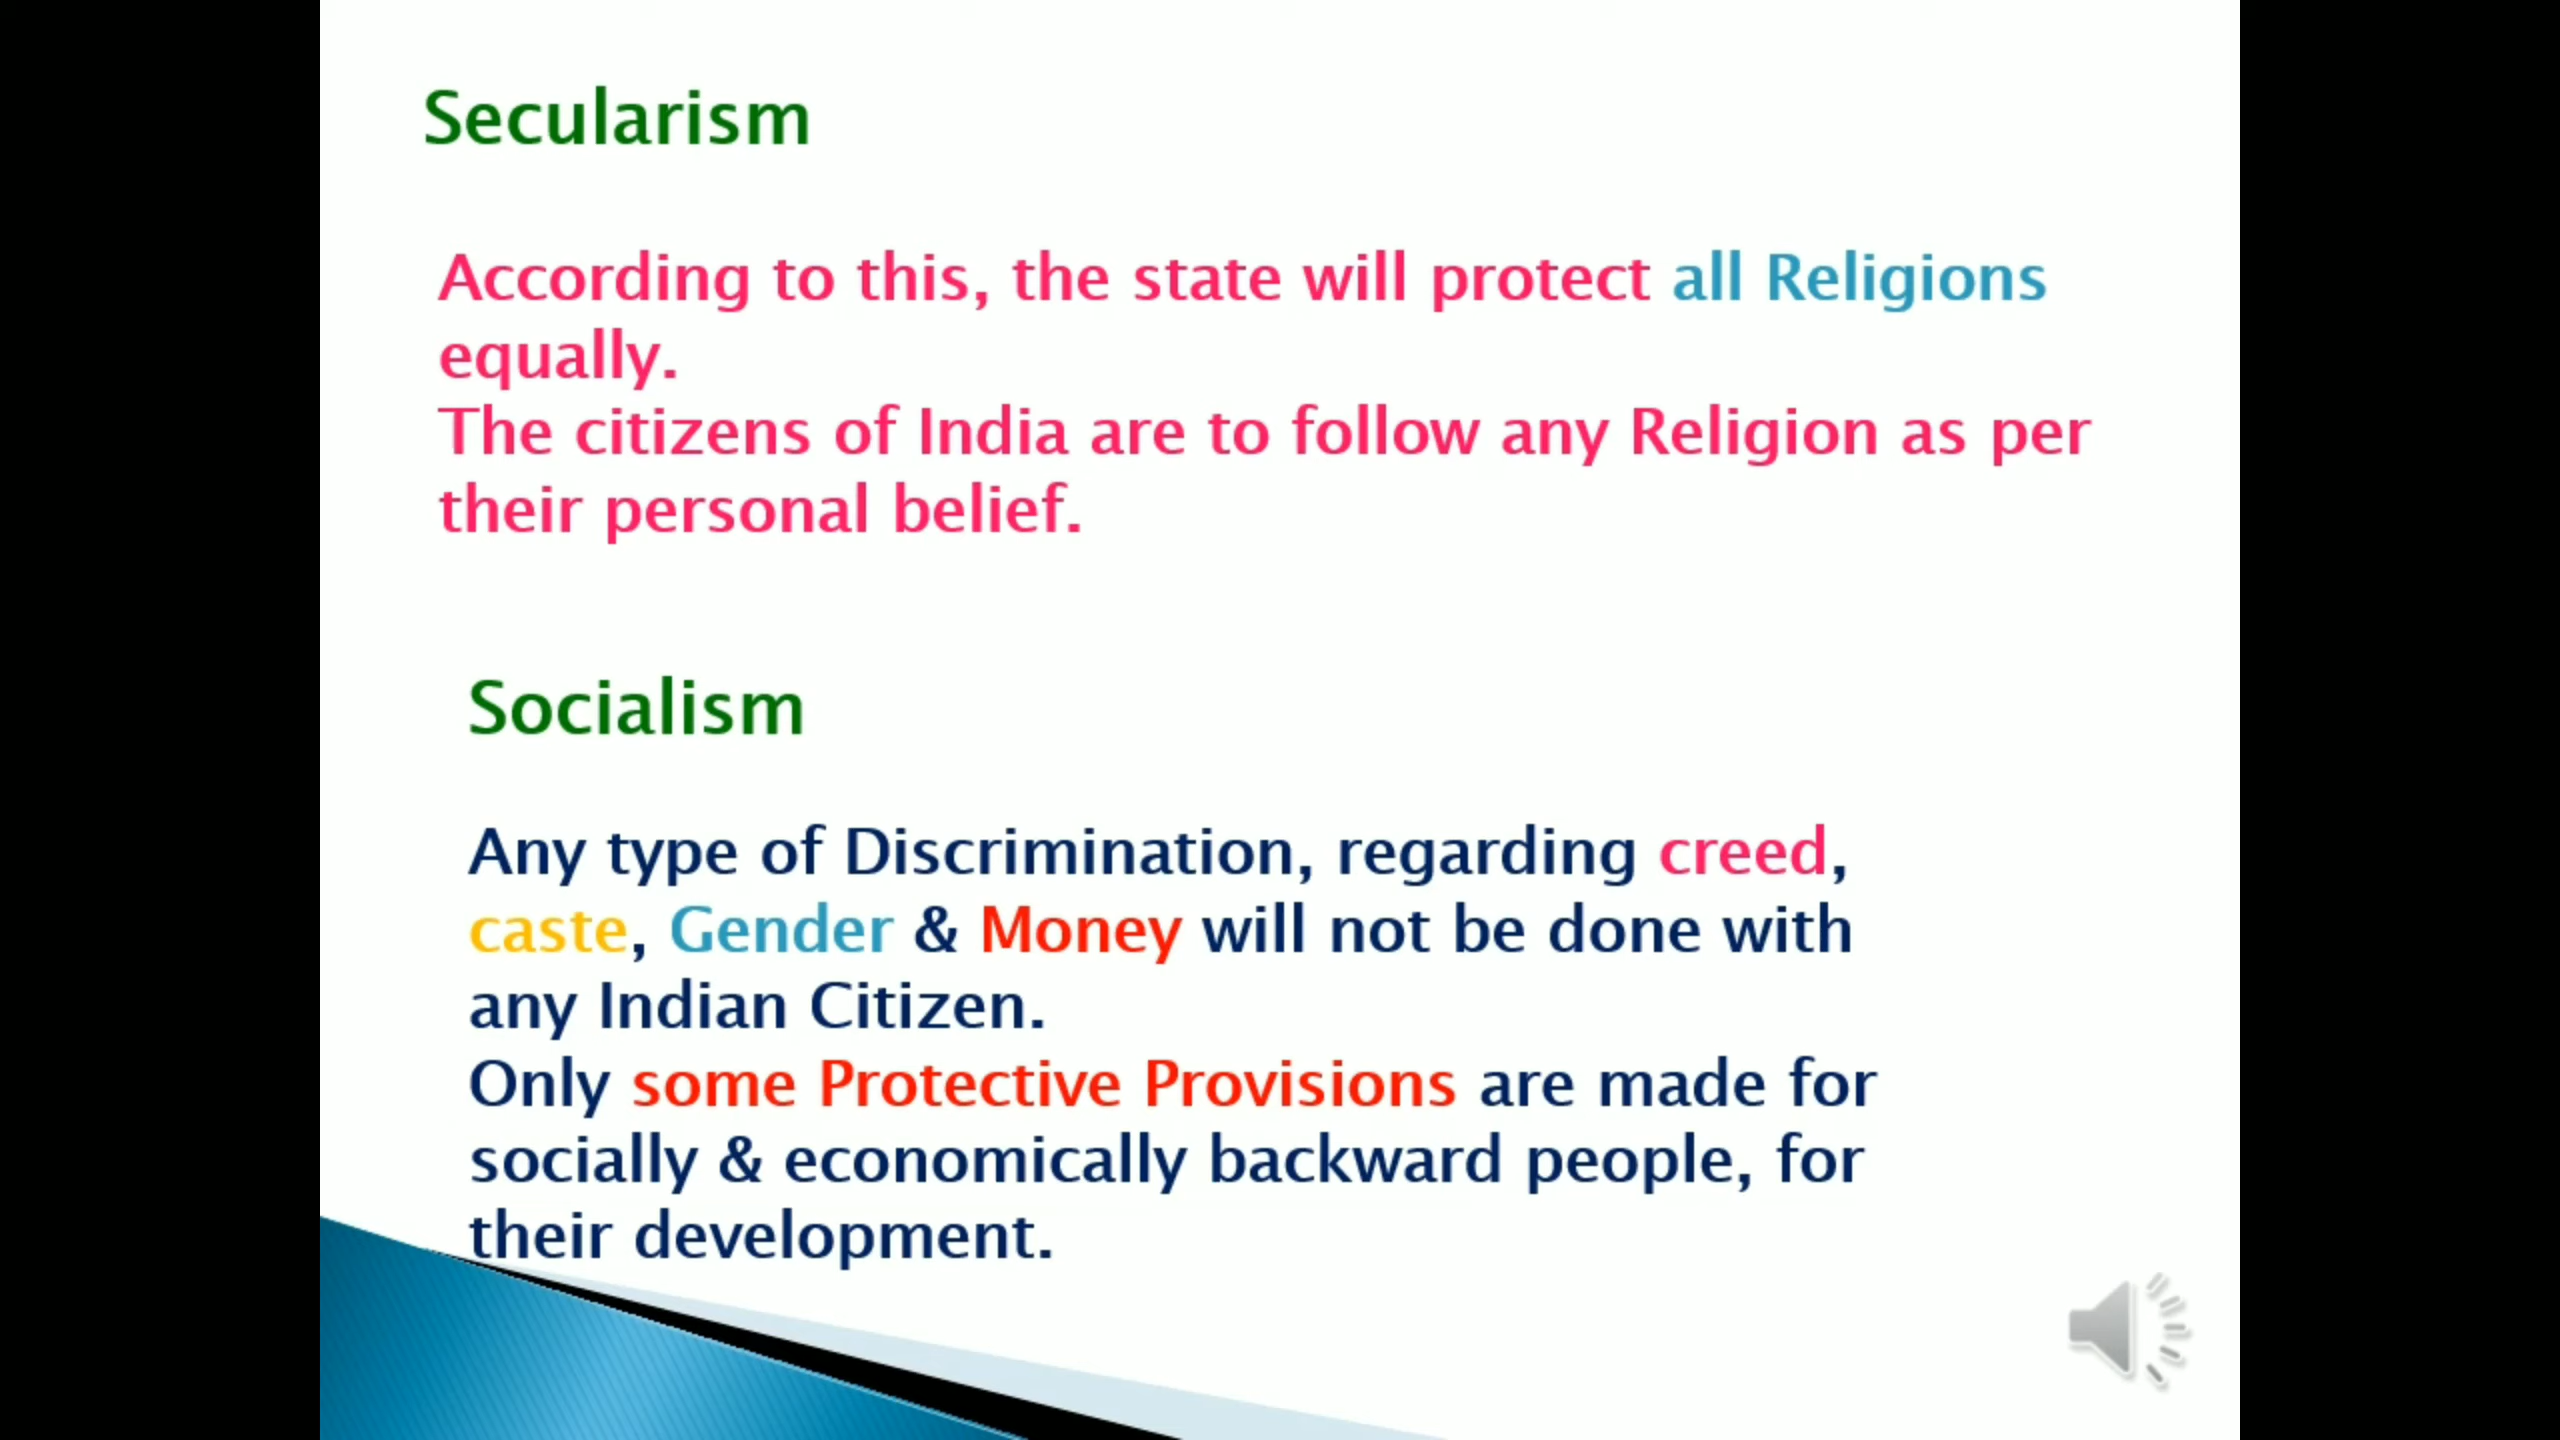 Secularism
According to this, the state will protect all Religions
equally.
The citizens of India are to follow any Religion as per
their personal belief.
Socialism
Any type of Discrimination, regarding creed,
caste, Gender & Money will not be done with
any Indian Citizen.
Only some Protective Provisions are made for
socially & economically backward people, for
their development.